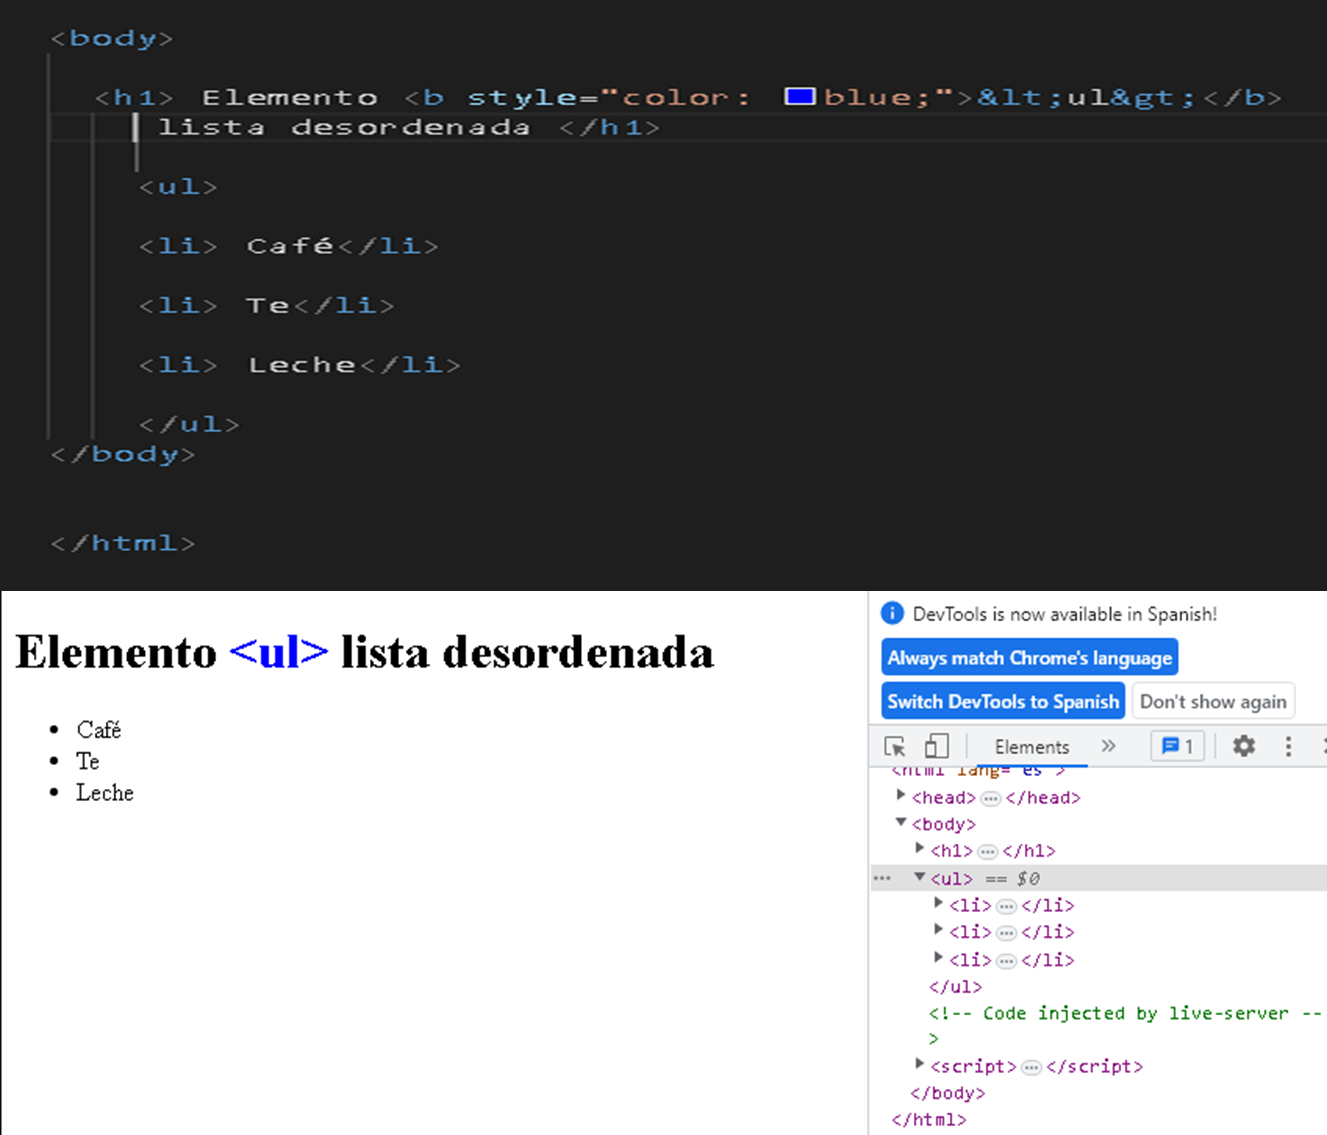 <body>
<h1> Elemento <b style="color: blue;">&lt;ul&gt;</b>
lista desordenada </h1>
<ul>
<li> Café</li>
<li> Te</li>
<li> Leche</li>
</ul>
</body>
</html>
Elemento <ul> lista desordenada
• Café
• Te
• Leche
DevTools is now available in Spanish!
Always match Chrome's language
Switch DevTools to Spanish
Don't show again
Elements
1
<html lang="es">
<head>…</head>
<body>
<h1>…</h1>
<ul> == $0
<li>…</li>
<li>…</li>
<li>…</li>
</ul>
<!-- Code injected by live-server --
>
<script>…</script>
</body>
</html>